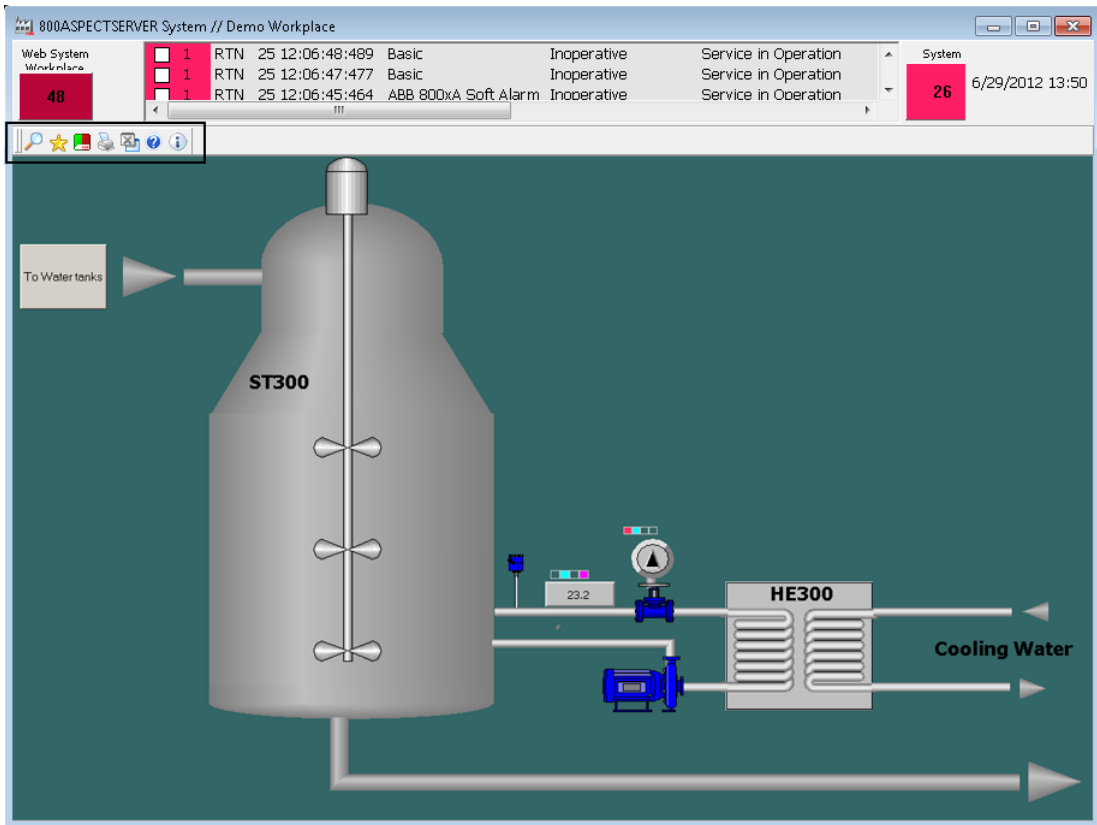 800ASPECTSERVER System // Demo Workplace
Web System
Workplace
48
1 RTN 25 12:06:48:489 Basic Inoperative Service in Operation
1 RTN 25 12:06:47:477 Basic Inoperative Service in Operation
1 RTN 25 12:06:45:464 ABB 800xA Soft Alarm Inoperative Service in Operation
System
26
6/29/2012 13:50
To Water tanks
ST300
23.2
HE300
Cooling Water